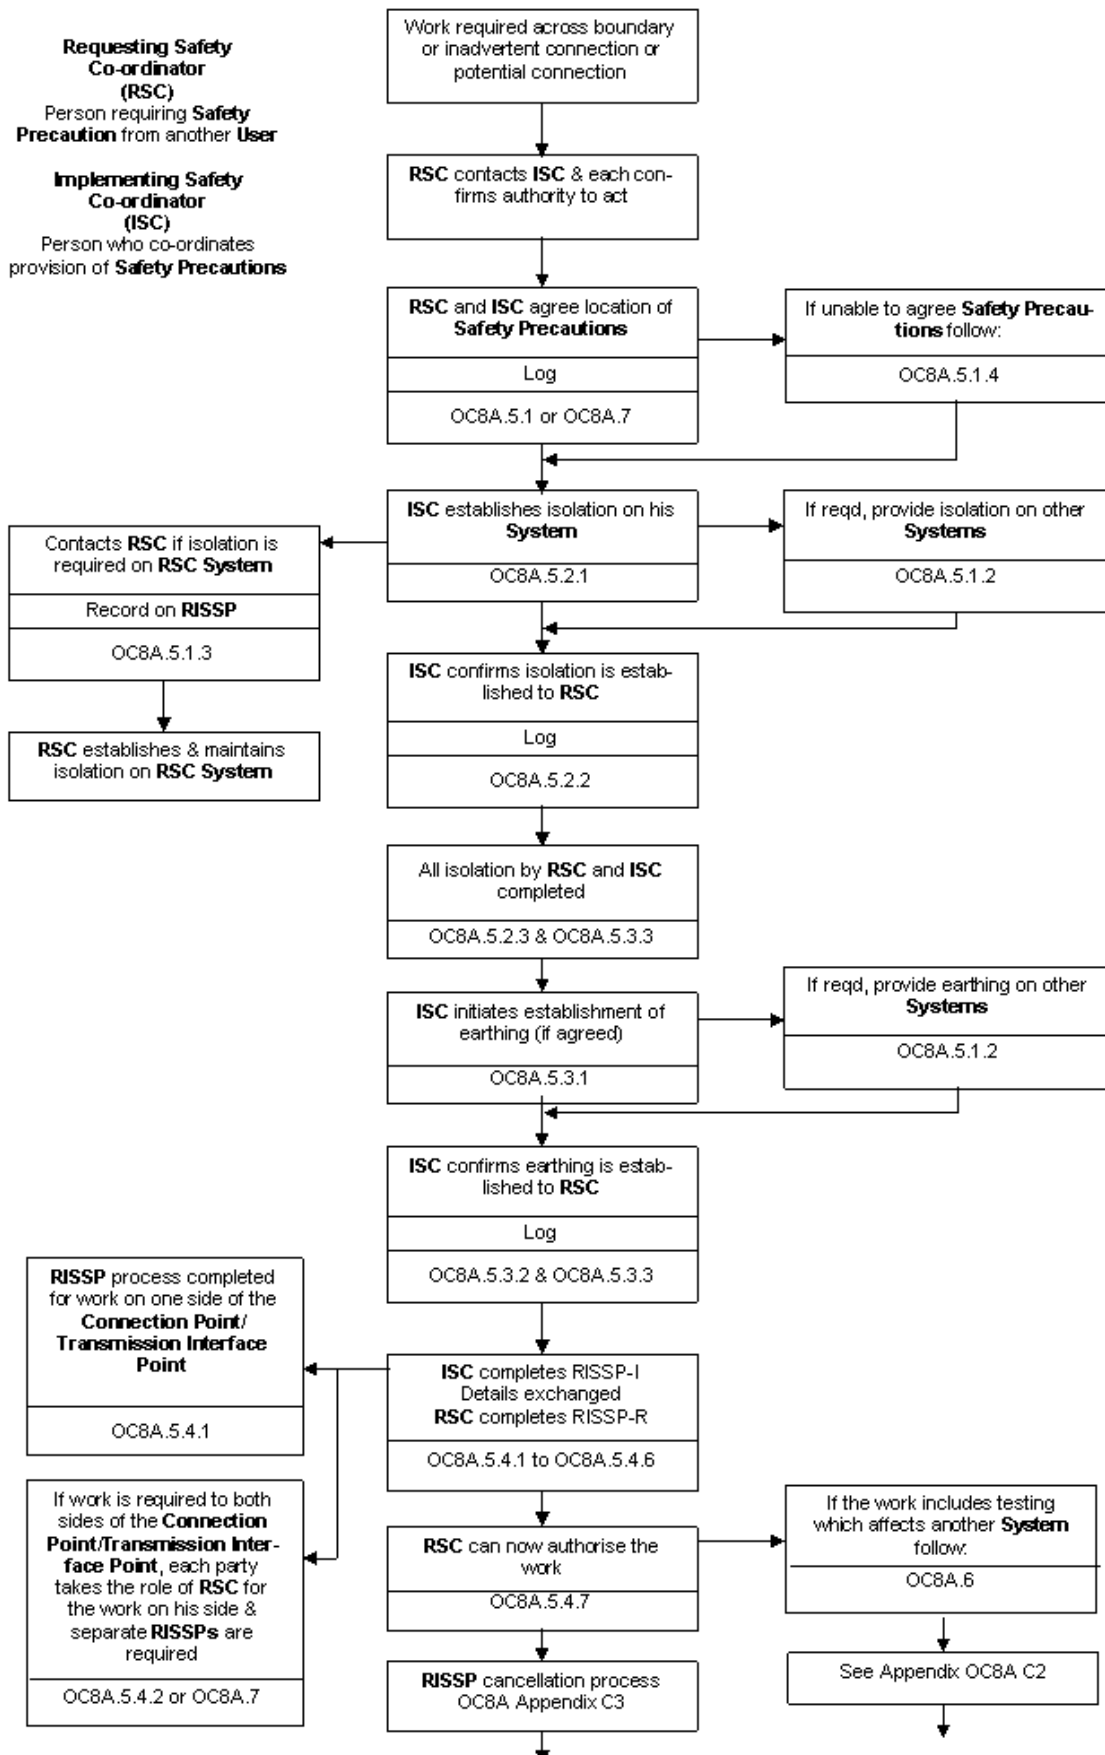 Requesting Safety
Co-ordinator
(RSC)
Person requiring Safety
Precaution from another User
Implementing Safety
Co-ordinator
(ISC)
Person who co-ordinates
provision of Safety Precautions
Work required across boundary
or inadvertent connection or
potential connection
RSC contacts ISC & each con-
firms authority to act
RSC and ISC agree location of
Safety Precautions
Log
OC8A.5.1 or OC8A.7
If unable to agree Safety Precau-
tions follow:
OC8A.5.1.4
ISC establishes isolation on his
System
OC8A.5.2.1
If reqd, provide isolation on other
Systems
OC8A.5.1.2
Contacts RSC if isolation is
required on RSC System
Record on RISSP
OC8A.5.1.3
RSC establishes & maintains
isolation on RSC System
ISC confirms isolation is estab-
lished to RSC
Log
OC8A.5.2.2
All isolation by RSC and ISC
completed
OC8A.5.2.3 & OC8A.5.3.3
ISC initiates establishment of
earthing (if agreed)
OC8A.5.3.1
If reqd, provide earthing on other
Systems
OC8A.5.1.2
ISC confirms earthing is estab-
lished to RSC
Log
OC8A.5.3.2 & OC8A.5.3.3
RISSP process completed
for work on one side of the
Connection Point/
Transmission Interface
Point
OC8A.5.4.1
ISC completes RISSP-I
Details exchanged
RSC completes RISSP-R
OC8A.5.4.1 to OC8A.5.4.6
If work is required to both
sides of the Connection
Point/Transmission Inter-
face Point, each party
takes the role of RSC for
the work on his side &
separate RISSPs are
required
OC8A.5.4.2 or OC8A.7
RSC can now authorise the
work
OC8A.5.4.7
If the work includes testing
which affects another System
follow:
OC8A.6
RISSP cancellation process
OC8A Appendix C3
See Appendix OC8A C2